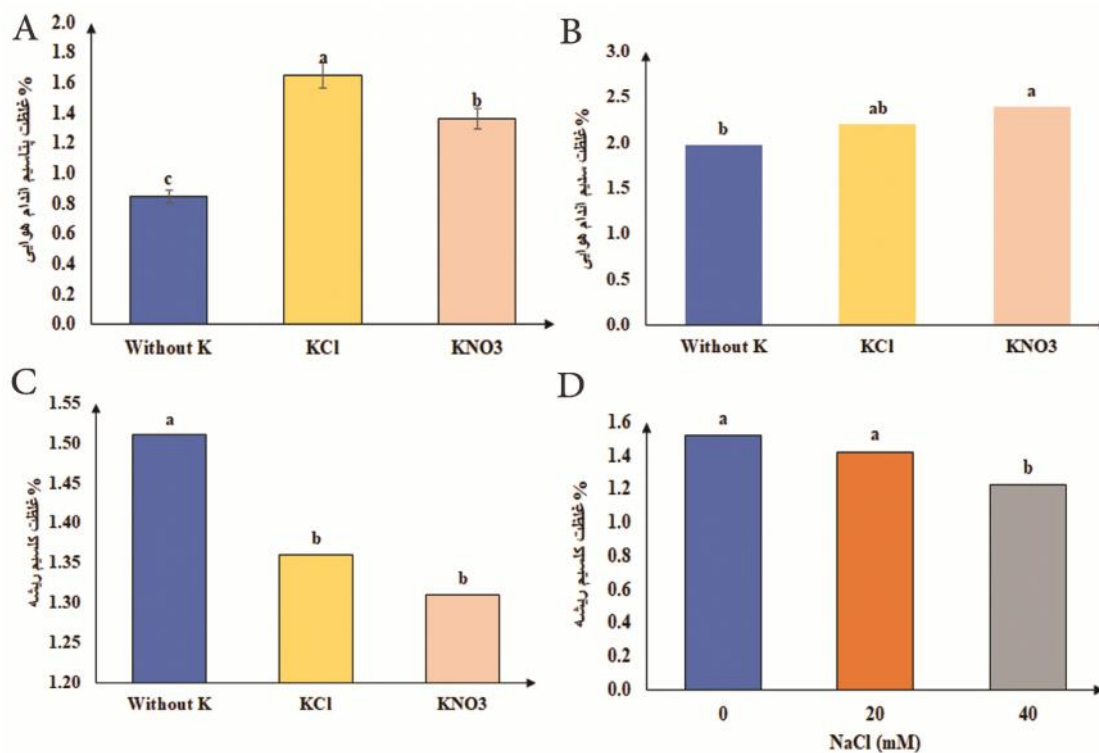 A
غلظت پتاسیم اندام هوایی %
2.0
1.8
1.6
1.4
1.2
1.0
0.8
0.6
0.4
0.2
0.0
c
a
b
Without K
KCl
KNO3
B
غلظت سدیم اندام هوایی %
3.0
2.5
2.0
1.5
1.0
0.5
0.0
b
ab
a
Without K
KCl
KNO3
C
غلظت کلسیم ریشه %
1.55
1.50
1.45
1.40
1.35
1.30
1.25
1.20
a
b
b
Without K
KCl
KNO3
D
غلظت کلسیم ریشه %
1.6
1.4
1.2
1.0
0.8
0.6
0.4
0.2
0.0
a
a
b
0
20
40
NaCl (mM)